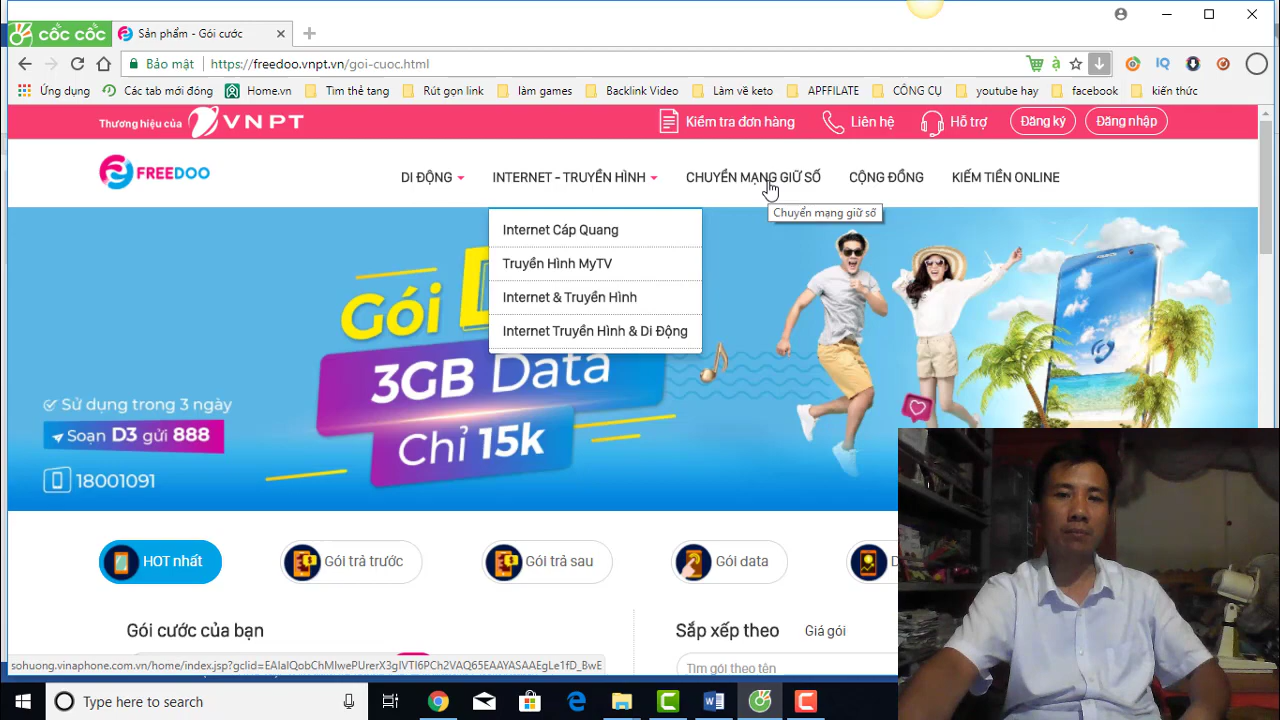 cốc cốc
Sản phẩm - Gói cước
Bảo mật
https://freedoo.vnpt.vn/goi-cuoc.html
Ứng dụng
Các tab mới đóng
Home.vn
Tìm thẻ tang
Rút gọn link
làm games
Backlink Video
Làm vê keto
APFFILATE
CÔNG CỤ
youtube hay
facebook
kiến thức
Thương hiệu của VNPT
Kiểm tra đơn hàng
Liên hệ
Hỗ trợ
Đăng ký
Đăng nhập
FREEDOO
DI ĐỘNG
INTERNET - TRUYỀN HÌNH
CHUYỂN MẠNG GIỮ SỐ
CỘNG ĐỒNG
KIẾM TIỀN ONLINE
Chuyển mạng giữ số
Internet Cáp Quang
Truyền Hình MyTV
Internet & Truyền Hình
Internet Truyền Hình & Di Động
Gói
3GB Data
Chỉ 15k
Sử dụng trong 3 ngày
Soạn D3 gửi 888
18001091
HOT nhất
Gói trả trước
Gói trả sau
Gói data
Gói cước của bạn
Sắp xếp theo
Giá gói
Tìm gói theo tên
Type here to search